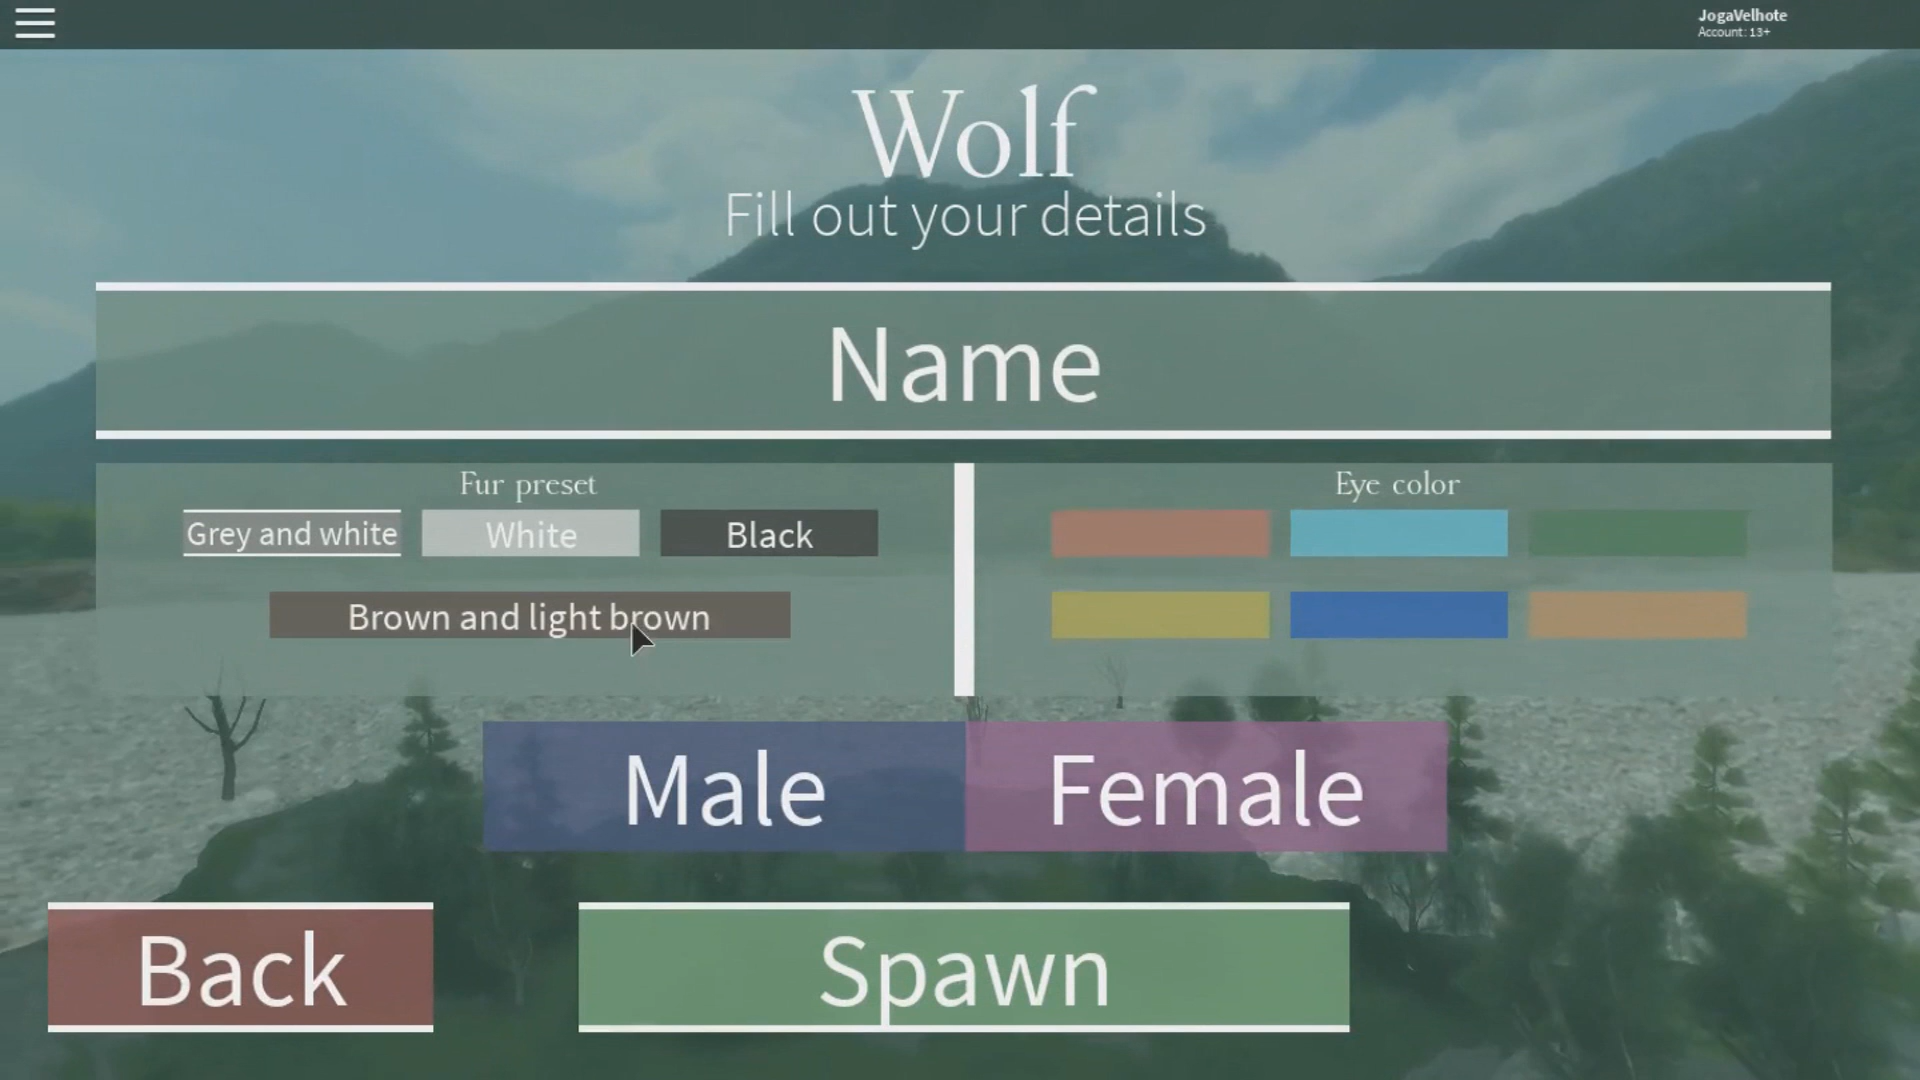 JogaVelhote
Account: 13+
Wolf
Fill out your details
Name
Fur preset
Eye color
Grey and white
White
Black
Brown and light brown
Male
Female
Back
Spawn